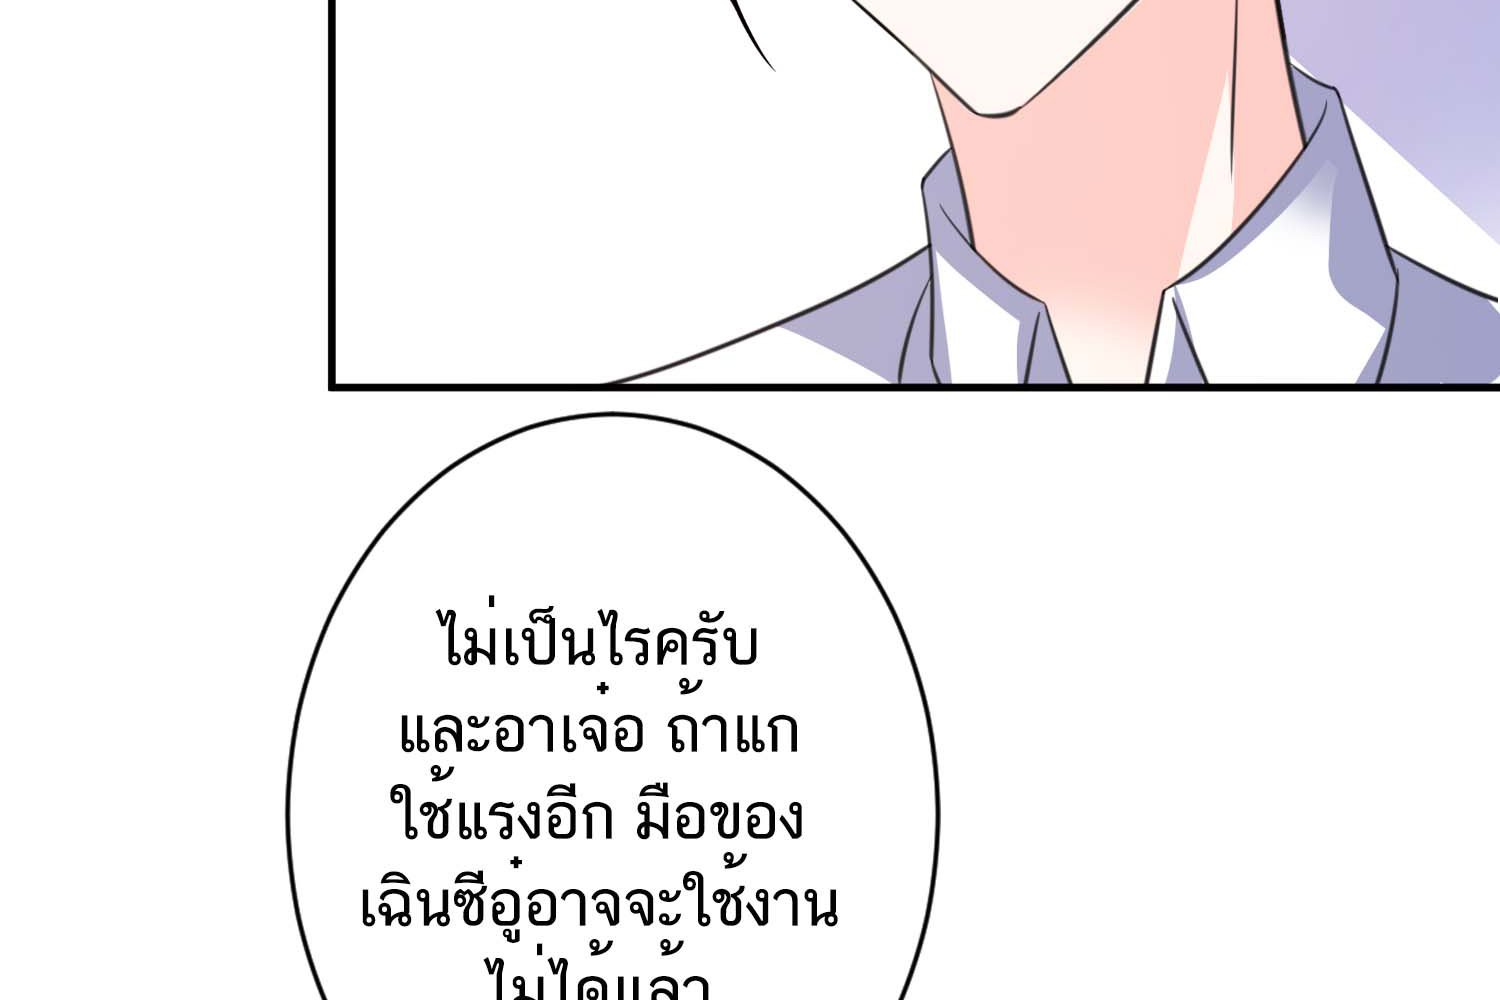 ไม่เป็นไรครับ
และอาเจ๋อ ถ้าแก
ใช้แรงอีก มือของ
เฉินซีอู๋อาจจะใช้งาน
ไม่ได้แล้ว